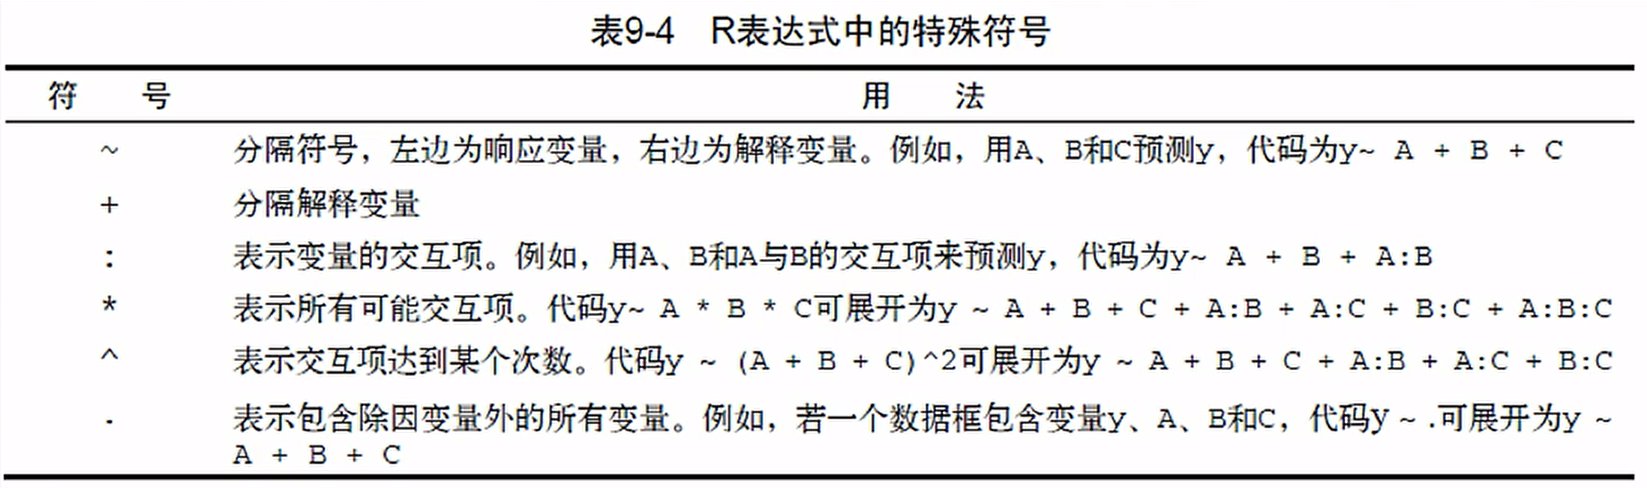 表9-4 R表达式中的特殊符号
符 号 用 法
~ 分隔符号，左边为响应变量，右边为解释变量。例如，用A、B和C预测y，代码为y~ A + B + C
+ 分隔解释变量
: 表示变量的交互项。例如，用A、B和A与B的交互项来预测y，代码为y~ A + B + A:B
* 表示所有可能交互项。代码y~ A * B * C可展开为y ~ A + B + C + A:B + A:C + B:C + A:B:C
^ 表示交互项达到某个次数。代码y ~ (A + B + C)^2可展开为y ~ A + B + C + A:B + A:C + B:C
. 表示包含除因变量外的所有变量。例如，若一个数据框包含变量y、A、B和C，代码y ~ .可展开为y ~
A + B + C